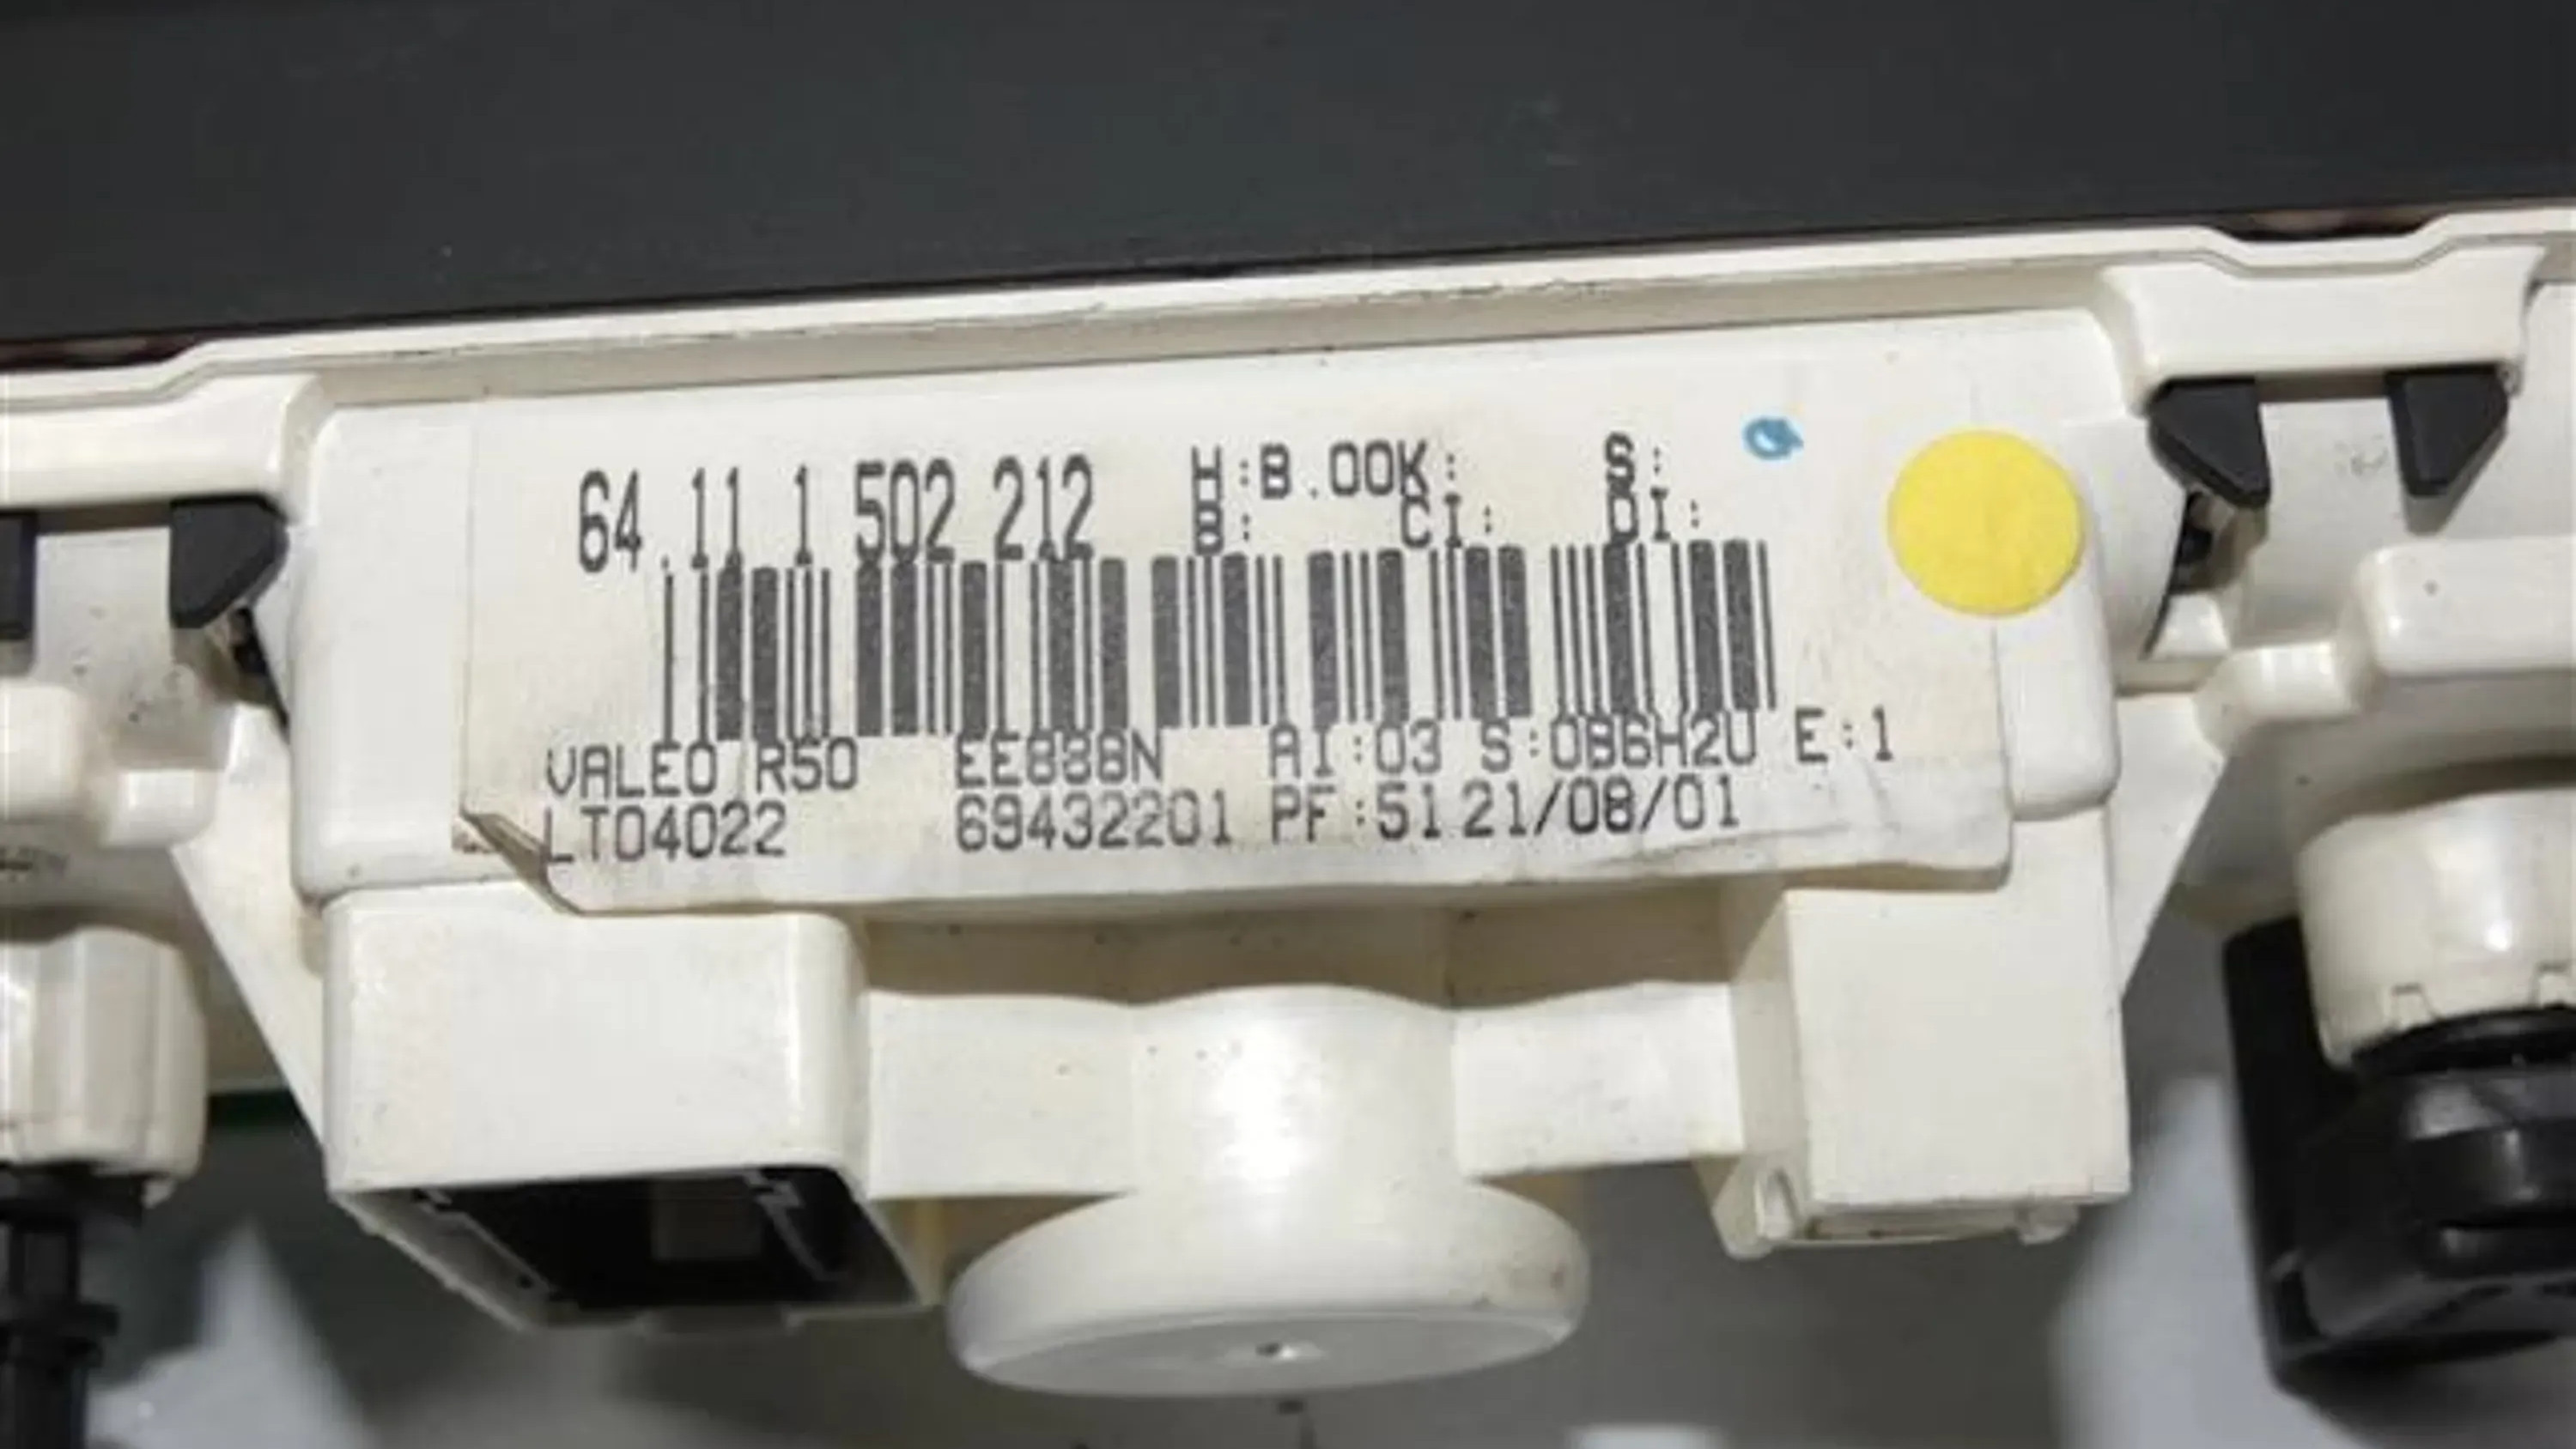 64.11 1 502 212 H:B.00K: S:
B: CI: DI:
VALEO R50 EE888N AI:03 S:0B6H2U E:1
LT04022 69432201 PF:51 21/08/01